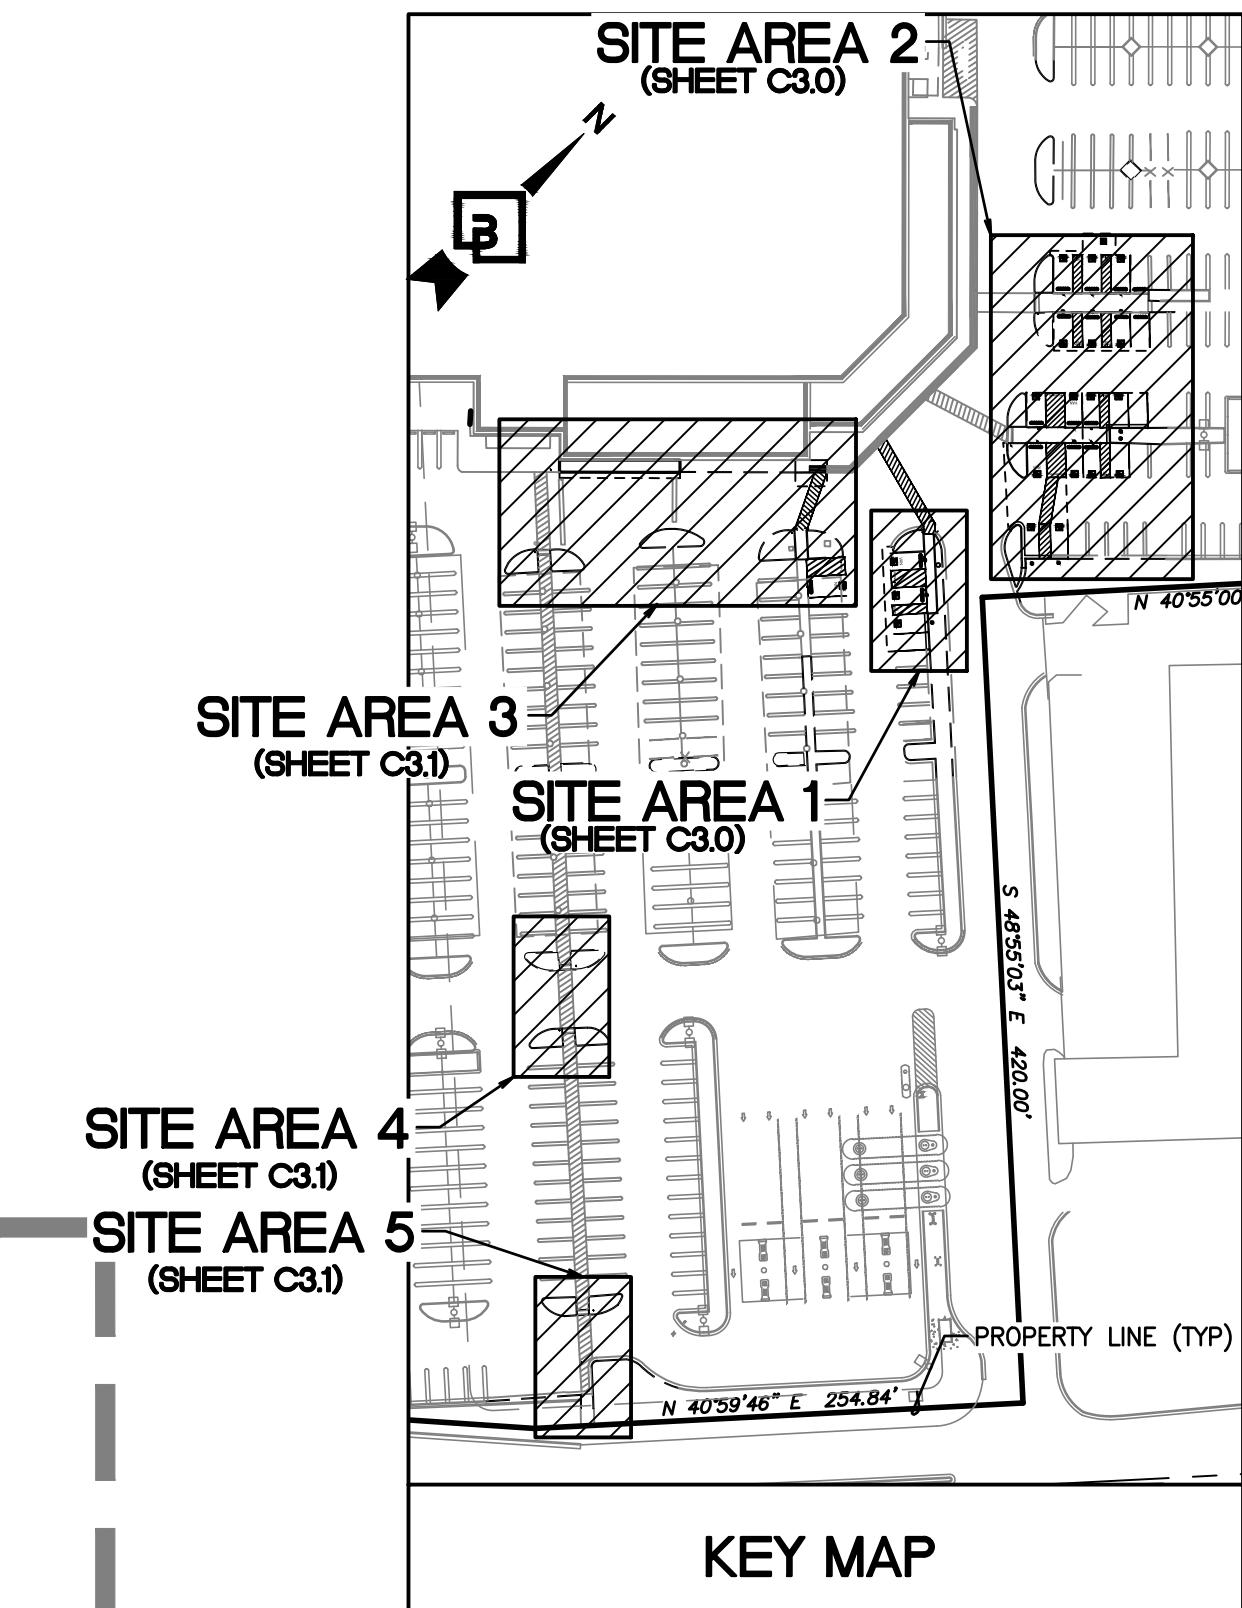 SITE AREA 2
(SHEET C3.0)
N
B
N 40°55'00
SITE AREA 3
(SHEET C3.1)
SITE AREA 1
(SHEET C3.0)
S 48°55'03" E 420.00'
SITE AREA 4
(SHEET C3.1)
SITE AREA 5
(SHEET C3.1)
PROPERTY LINE (TYP)
N 40°59'46" E 254.84'
KEY MAP